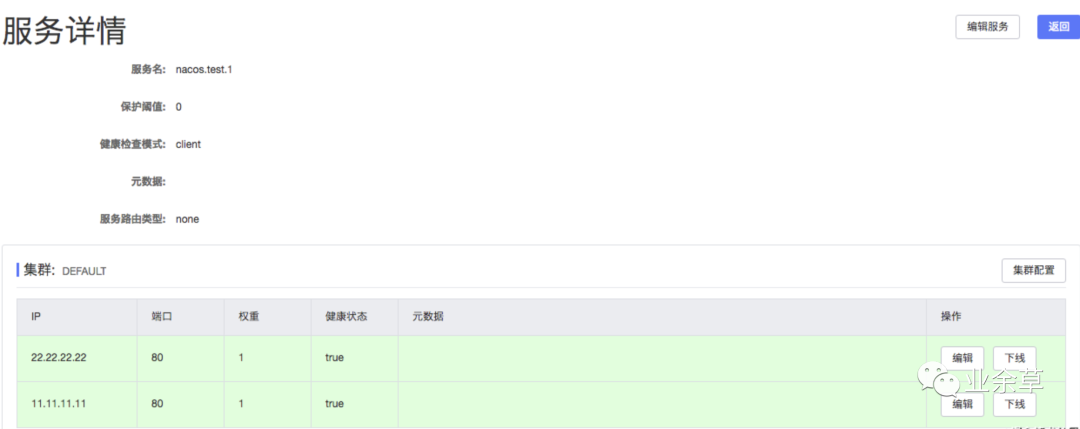 服务详情 编辑服务 返回
服务名: nacos.test.1
保护阈值: 0
健康检查模式: client
元数据:
服务路由类型: none
集群: DEFAULT 集群配置
IP 端口 权重 健康状态 元数据 操作
22.22.22.22 80 1 true 编辑 下线
业余草
11.11.11.11 80 1 true 编辑 下线